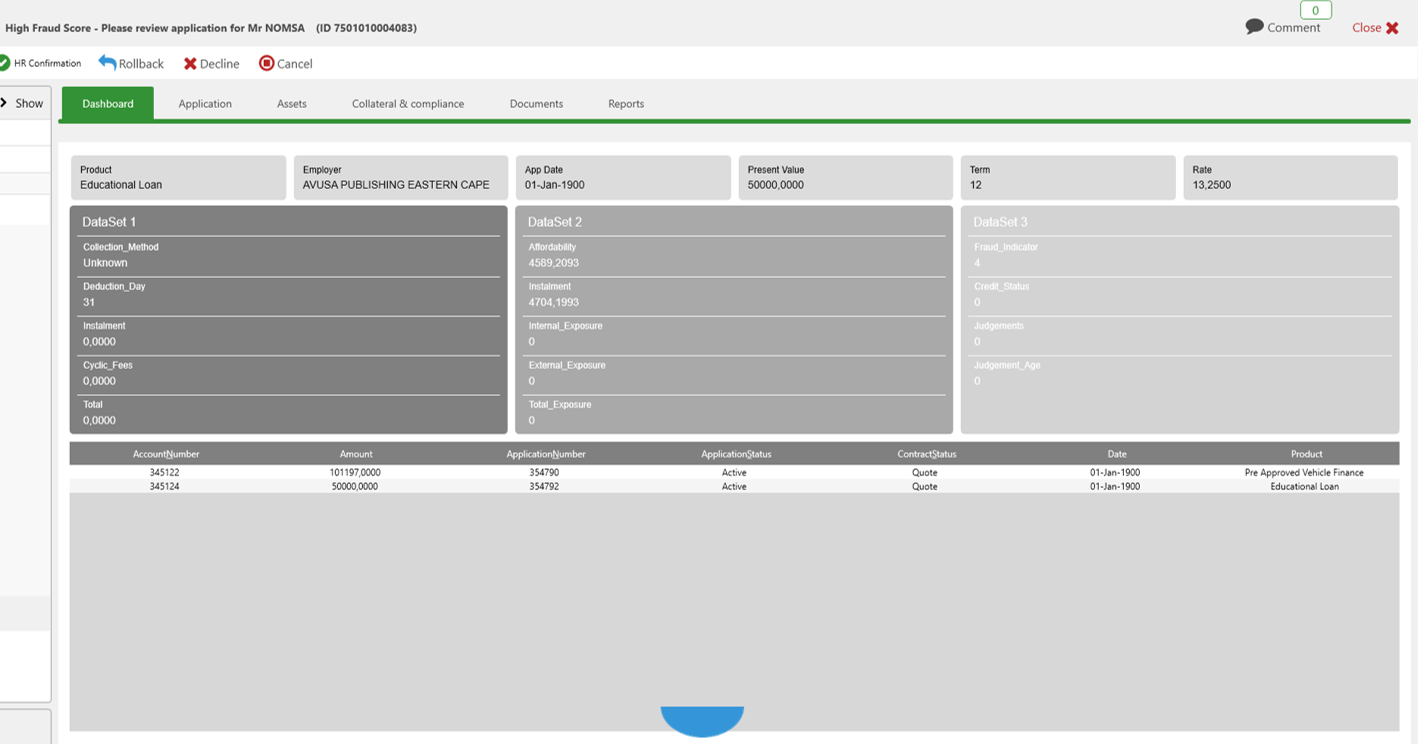 0
High Fraud Score - Please review application for Mr NOMSA (ID 7501010004083)
Comment
Close
HR Confirmation
Rollback
Decline
Cancel
Show
Dashboard
Application
Assets
Collateral & compliance
Documents
Reports
Product
Educational Loan
Employer
AVUSA PUBLISHING EASTERN CAPE
App Date
01-Jan-1900
Present Value
50000,0000
Term
12
Rate
13,2500
DataSet 1
Collection_Method
Unknown
Deduction_Day
31
Instalment
0,0000
Cyclic_Fees
0,0000
Total
0,0000
DataSet 2
Affordability
4589,2093
Instalment
4704,1993
Internal_Exposure
0
External_Exposure
0
Total_Exposure
0
DataSet 3
Fraud_Indicator
4
Credit_Status
0
Judgements
0
Judgement_Age
0
AccountNumber Amount ApplicationNumber ApplicationStatus ContractStatus Date Product
345122 101197,0000 354790 Active Quote 01-Jan-1900 Pre Approved Vehicle Finance
345124 50000,0000 354792 Active Quote 01-Jan-1900 Educational Loan